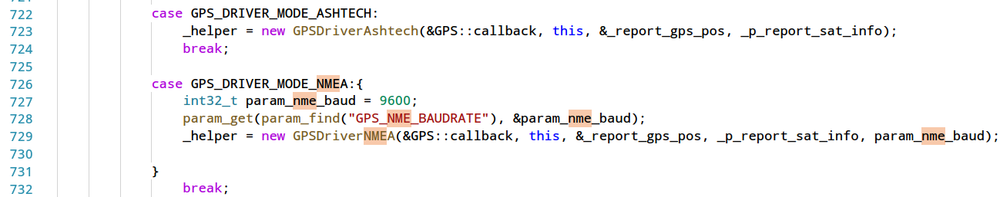 722 case GPS_DRIVER_MODE_ASHTECH:
723 _helper = new GPSDriverAshtech(&GPS::callback, this, &_report_gps_pos, _p_report_sat_info);
724 break;
725
726 case GPS_DRIVER_MODE_NMEA:{
727 int32_t param_nme_baud = 9600;
728 param_get(param_find("GPS_NME_BAUDRATE"), &param_nme_baud);
729 _helper = new GPSDriverNMEA(&GPS::callback, this, &_report_gps_pos, _p_report_sat_info, param_nme_baud);
730
731 }
732 break;